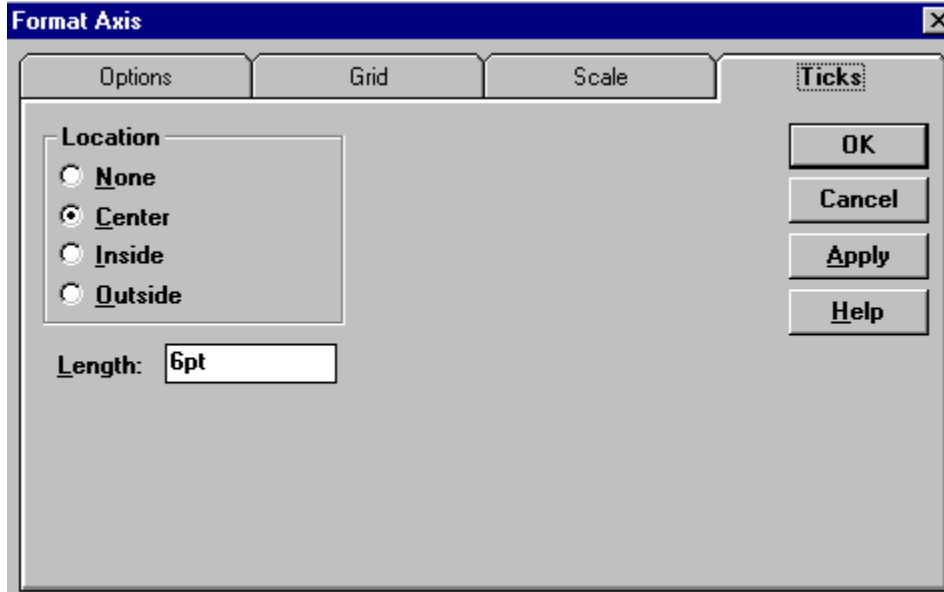 Format Axis
Options Grid Scale Ticks
Location
None
Center
Inside
Outside
Length: 6pt
OK
Cancel
Apply
Help